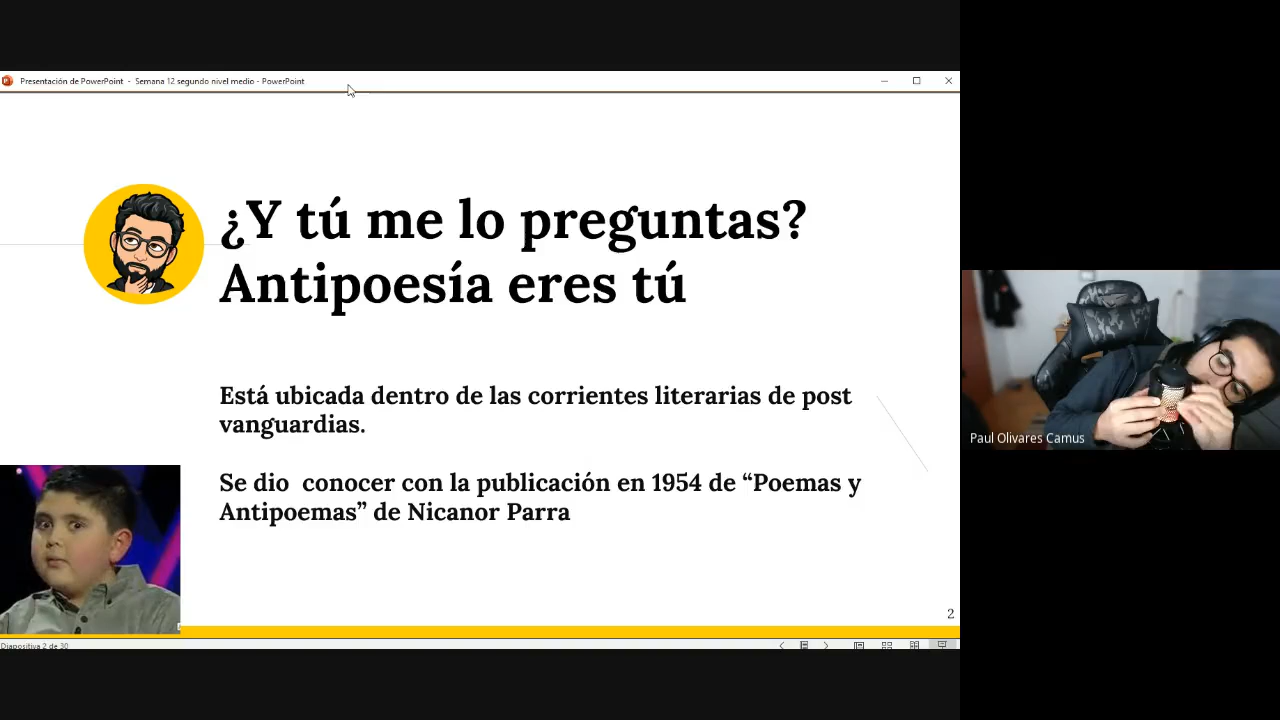 Presentación de PowerPoint - Semana 12 segundo nivel medio - PowerPoint
¿Y tú me lo preguntas?
Antipoesía eres tú
Está ubicada dentro de las corrientes literarias de post
vanguardias.
Se dio  conocer con la publicación en 1954 de “Poemas y
Antipoemas” de Nicanor Parra
2
Diapositiva 2 de 30
Paul Olivares Camus